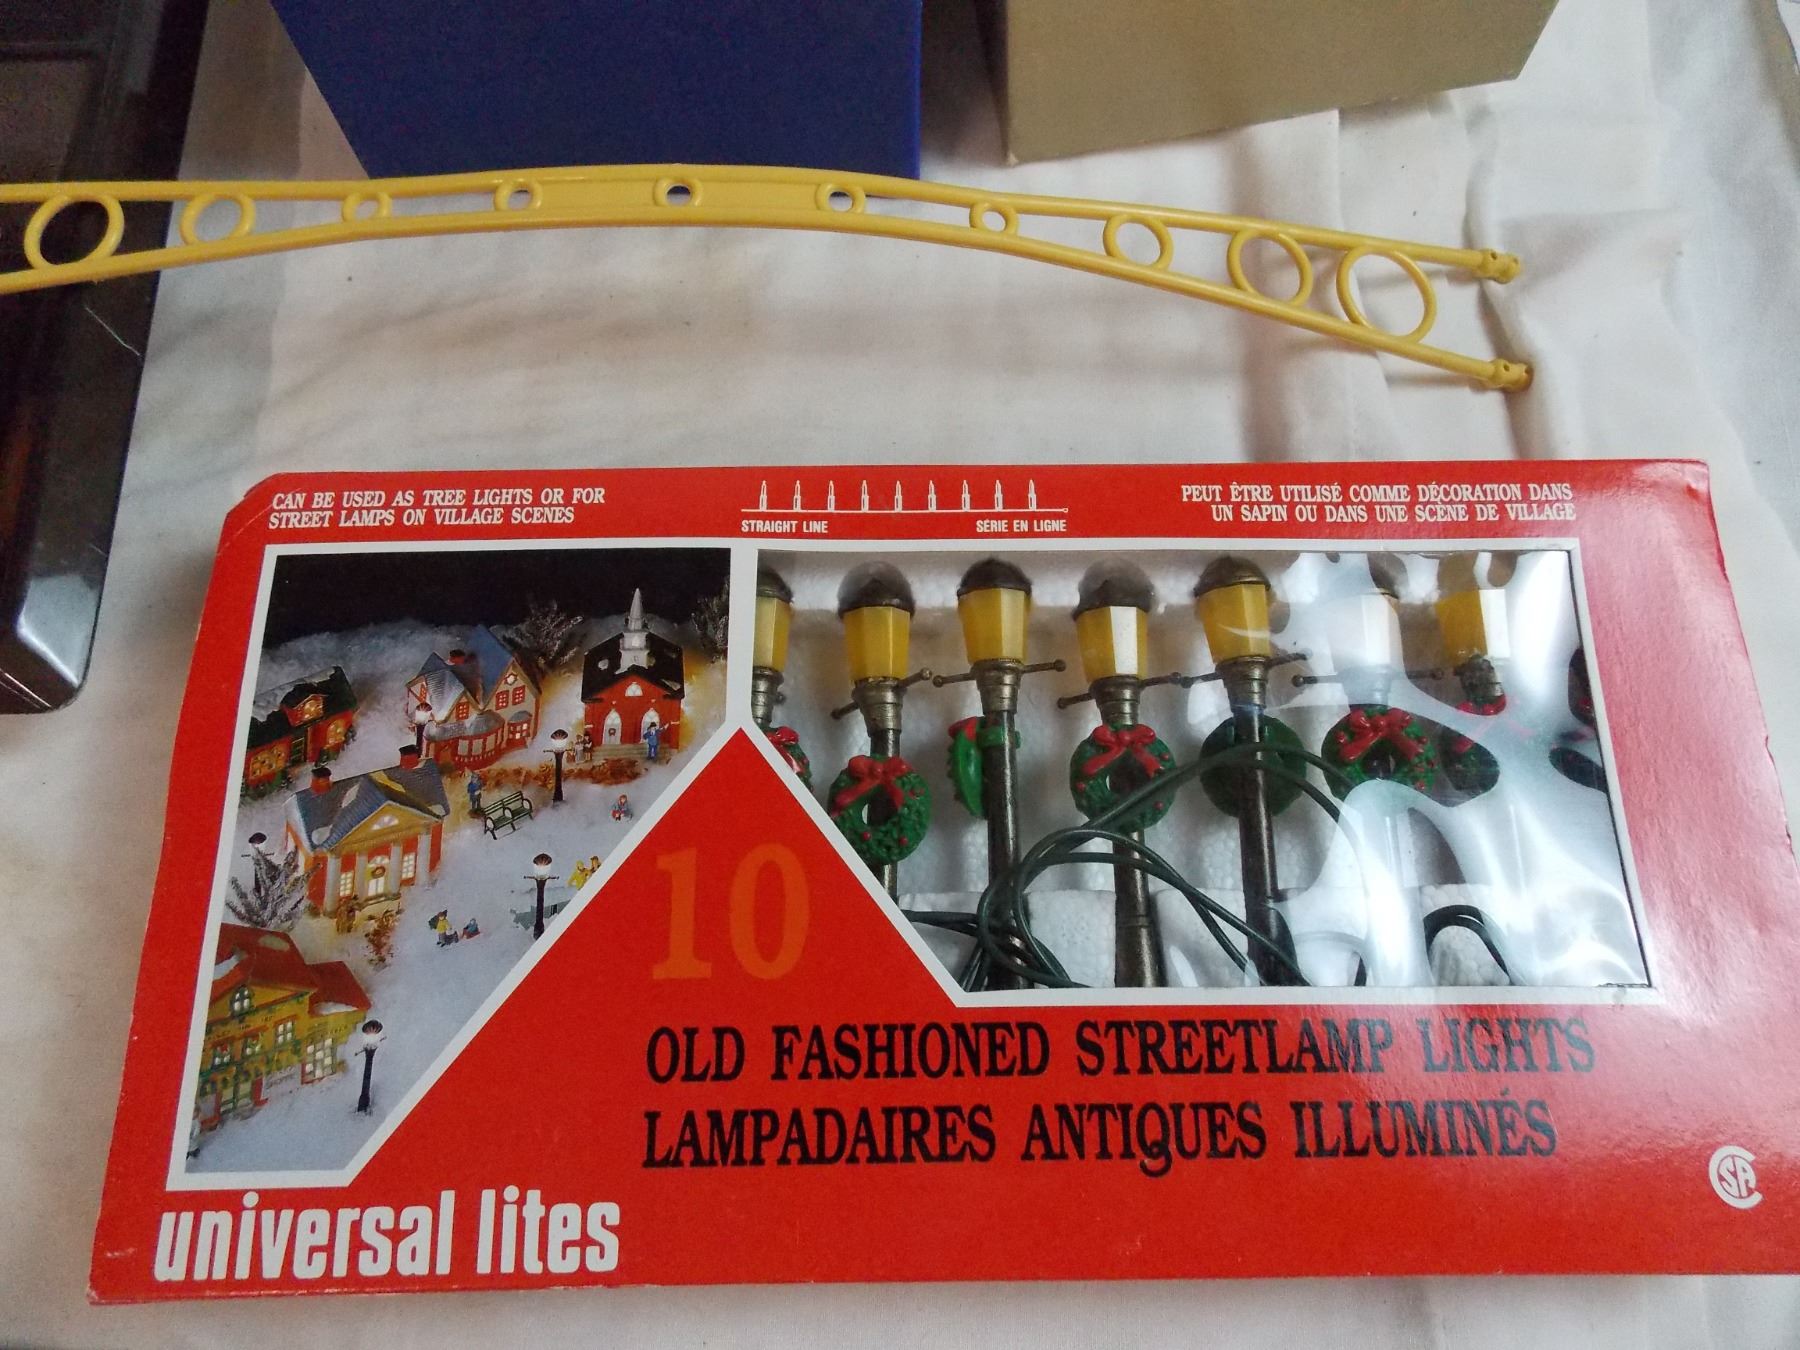 CAN BE USED AS TREE LIGHTS OR FOR
STREET LAMPS ON VILLAGE SCENES
STRAIGHT LINE
SÉRIE EN LIGNE
PEUT ÊTRE UTILISÉ COMME DÉCORATION DANS
UN SAPIN OU DANS UNE SCÈNE DE VILLAGE
10
OLD FASHIONED STREETLAMP LIGHTS
LAMPADAIRES ANTIQUES ILLUMINÉS
universal lites
CSA